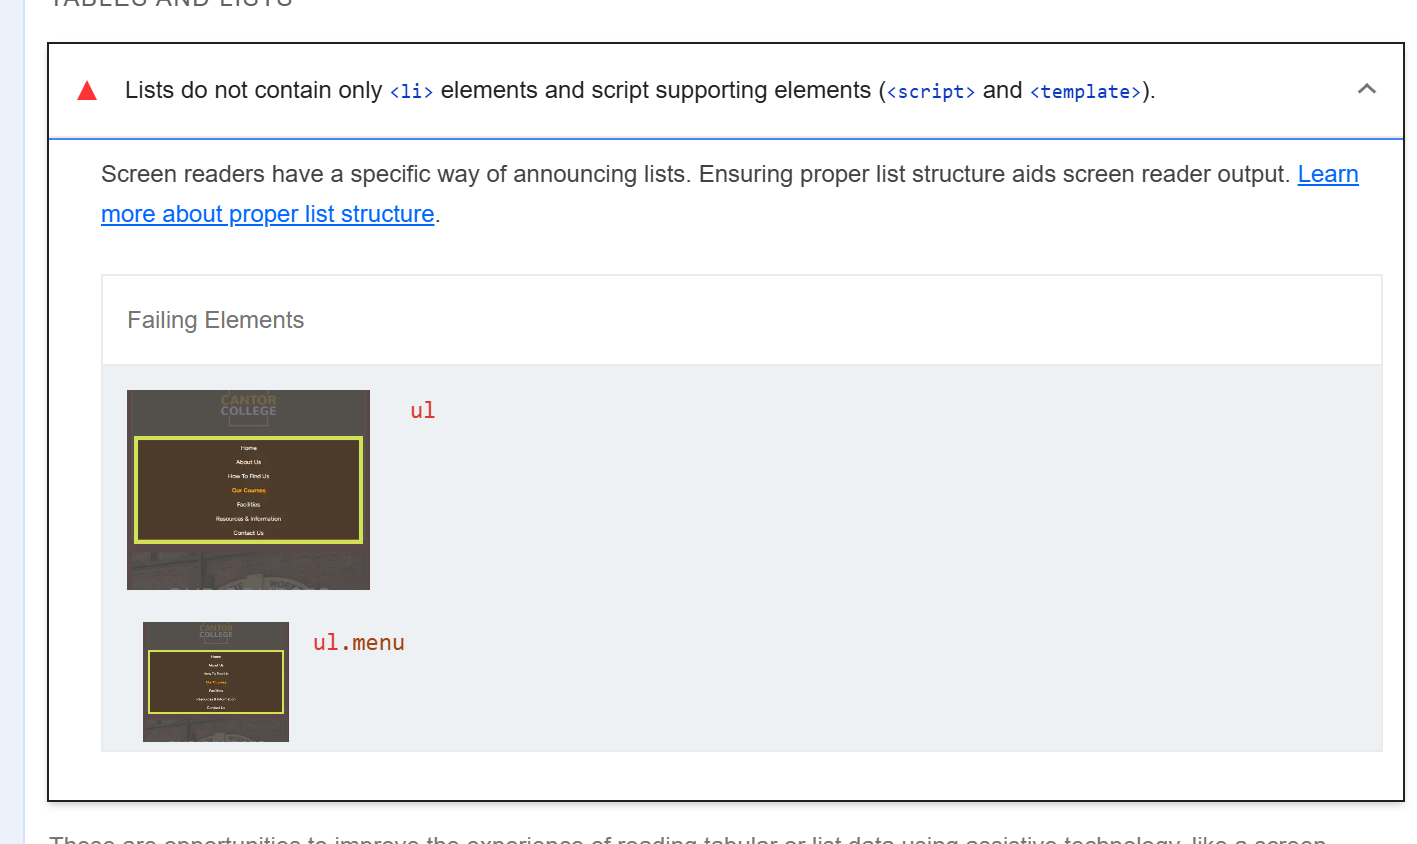 TABLES AND LISTS
Lists do not contain only <li> elements and script supporting elements (<script> and <template>).
Screen readers have a specific way of announcing lists. Ensuring proper list structure aids screen reader output. Learn
more about proper list structure.
Failing Elements
CANTOR
COLLEGE
ul
Home
About Us
How To Find Us
Our Courses
Facilities
Resources & Information
Contact Us
CANTOR
COLLEGE
ul.menu
Home
About Us
How To Find Us
Our Courses
Facilities
Resources & Information
Contact Us
These are opportunities to improve the experience of reading tabular or list data using assistive technology, like a screen